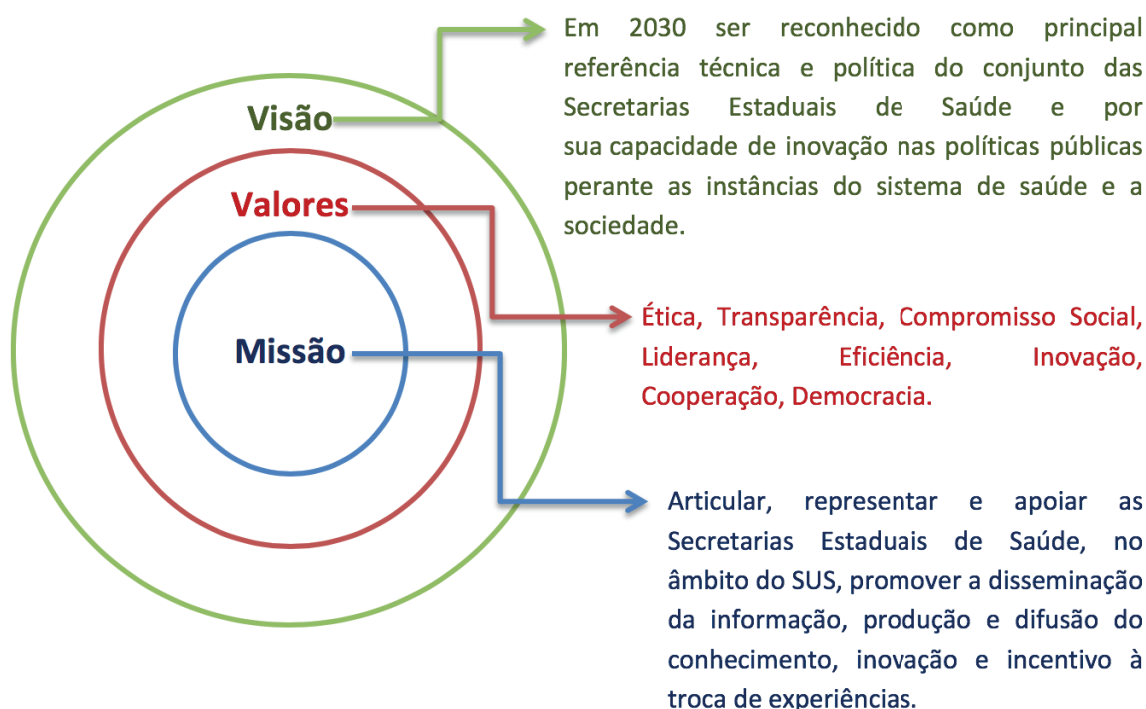 Visão
Em 2030 ser reconhecido como principal
referência técnica e política do conjunto das
Secretarias Estaduais de Saúde e por
sua capacidade de inovação nas políticas públicas
perante as instâncias do sistema de saúde e a
sociedade.
Valores
Ética, Transparência, Compromisso Social,
Liderança, Eficiência, Inovação,
Cooperação, Democracia.
Missão
Articular, representar e apoiar as
Secretarias Estaduais de Saúde, no
âmbito do SUS, promover a disseminação
da informação, produção e difusão do
conhecimento, inovação e incentivo à
troca de experiências.